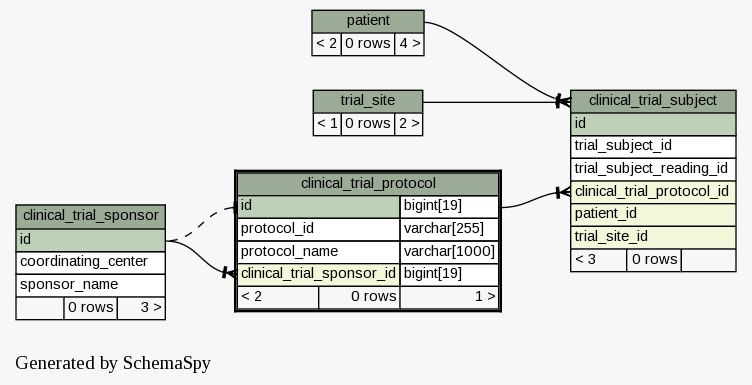 patient
< 2 0 rows 4 >
trial_site
< 1 0 rows 2 >
clinical_trial_subject
id
trial_subject_id
trial_subject_reading_id
clinical_trial_protocol_id
patient_id
trial_site_id
< 3 0 rows
clinical_trial_protocol
id bigint[19]
protocol_id varchar[255]
protocol_name varchar[1000]
clinical_trial_sponsor_id bigint[19]
< 2 0 rows 1 >
clinical_trial_sponsor
id
coordinating_center
sponsor_name
0 rows 3 >
Generated by SchemaSpy